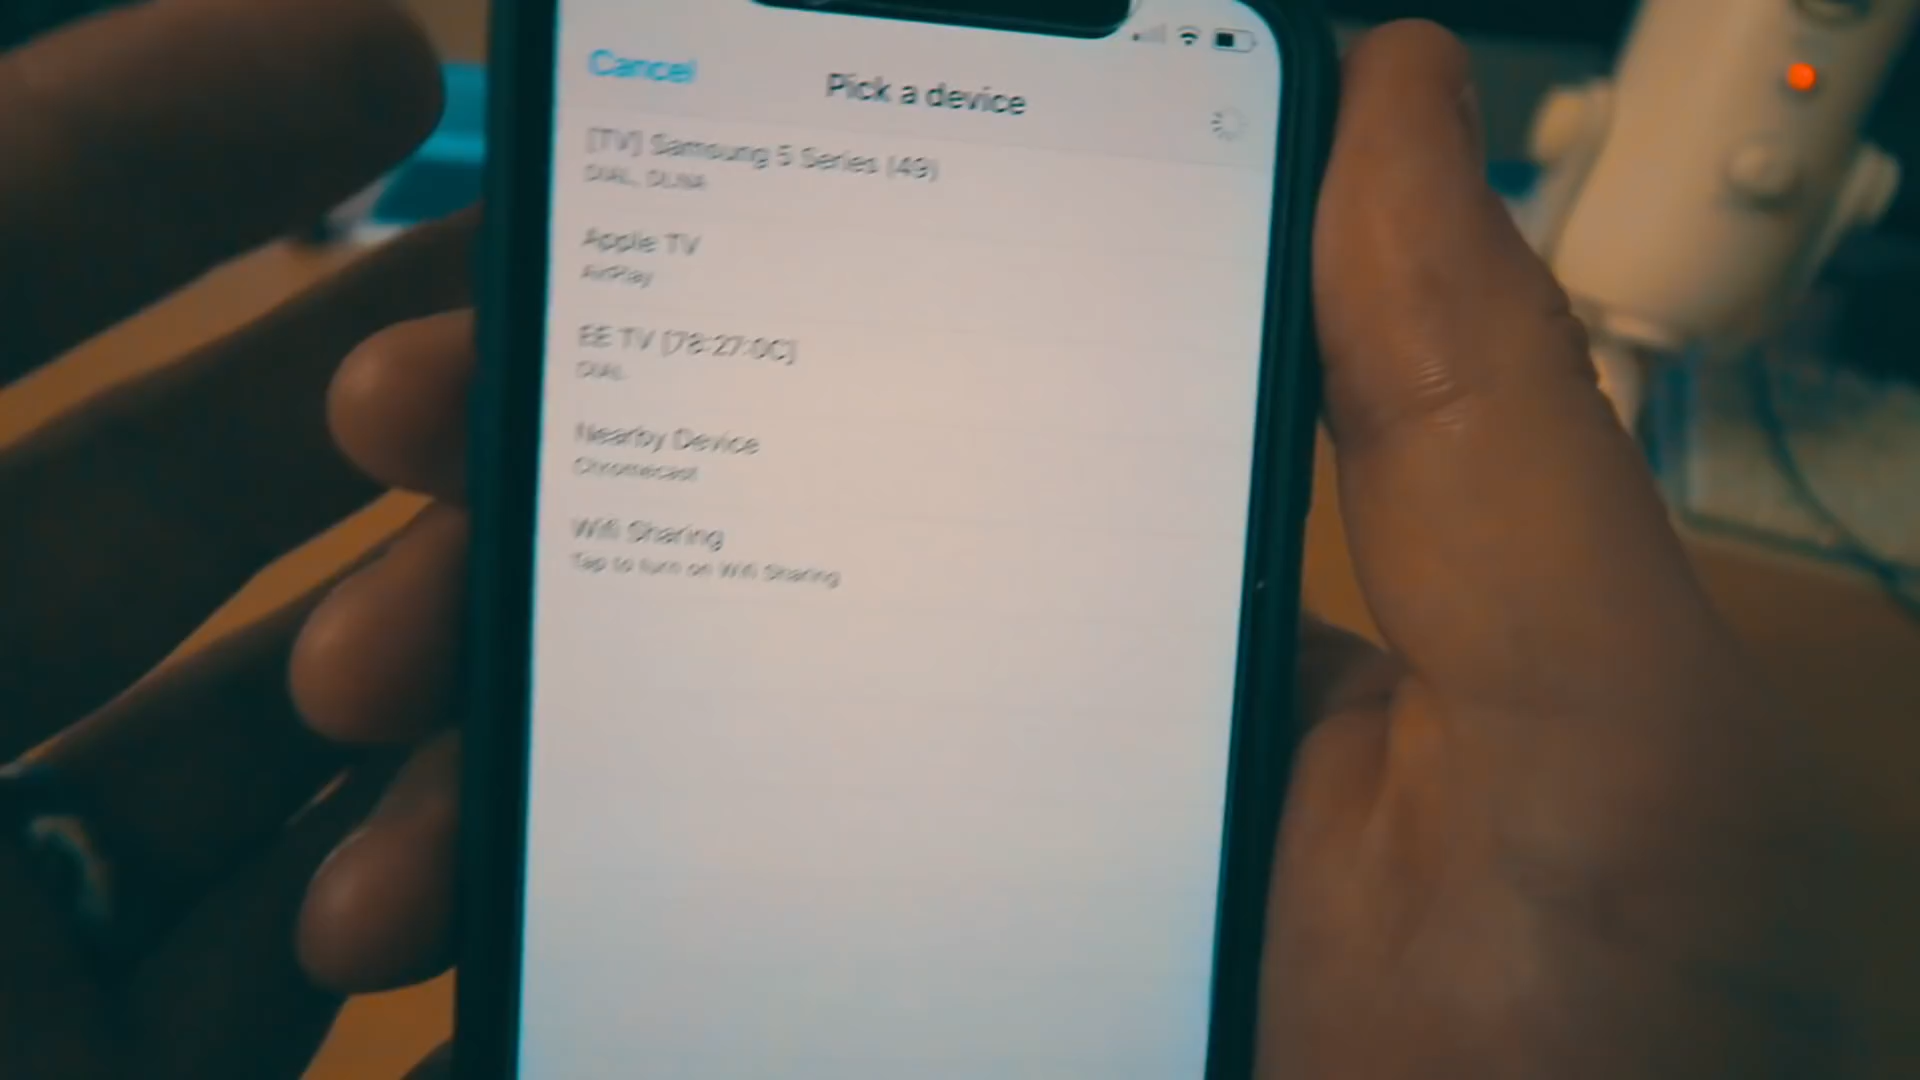 Cancel
Pick a device
[TV] Samsung 5 Series (49)
DIAL, DLNA
Apple TV
AirPlay
EE TV [78:27:0C]
DIAL
Nearby Device
Chromecast
Wifi Sharing
Tap to turn on Wifi Sharing